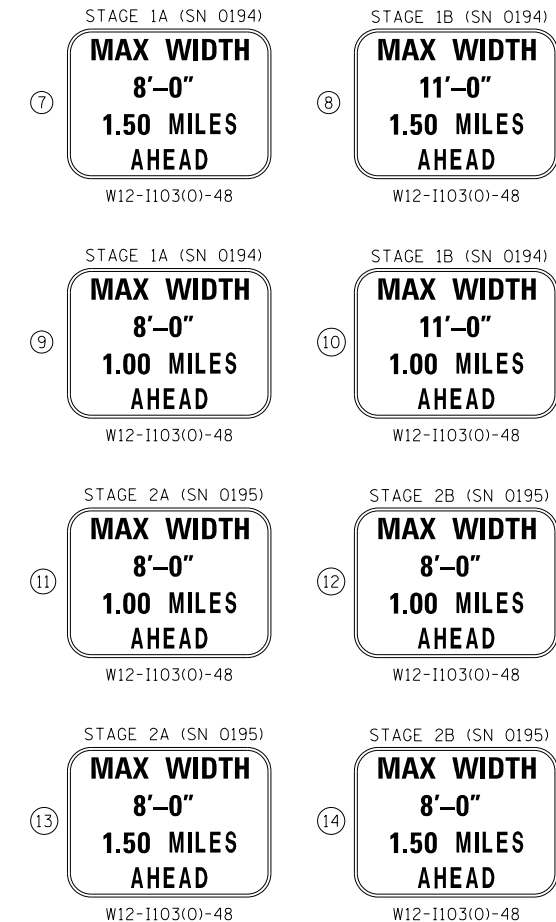 STAGE 1A (SN 0194)
7
MAX WIDTH
8'–0"
1.50 MILES
AHEAD
W12-I103(O)-48
STAGE 1B (SN 0194)
8
MAX WIDTH
11'–0"
1.50 MILES
AHEAD
W12-I103(O)-48
STAGE 1A (SN 0194)
9
MAX WIDTH
8'–0"
1.00 MILES
AHEAD
W12-I103(O)-48
STAGE 1B (SN 0194)
10
MAX WIDTH
11'–0"
1.00 MILES
AHEAD
W12-I103(O)-48
STAGE 2A (SN 0195)
11
MAX WIDTH
8'–0"
1.00 MILES
AHEAD
W12-I103(O)-48
STAGE 2B (SN 0195)
12
MAX WIDTH
8'–0"
1.00 MILES
AHEAD
W12-I103(O)-48
STAGE 2A (SN 0195)
13
MAX WIDTH
8'–0"
1.50 MILES
AHEAD
W12-I103(O)-48
STAGE 2B (SN 0195)
14
MAX WIDTH
8'–0"
1.50 MILES
AHEAD
W12-I103(O)-48